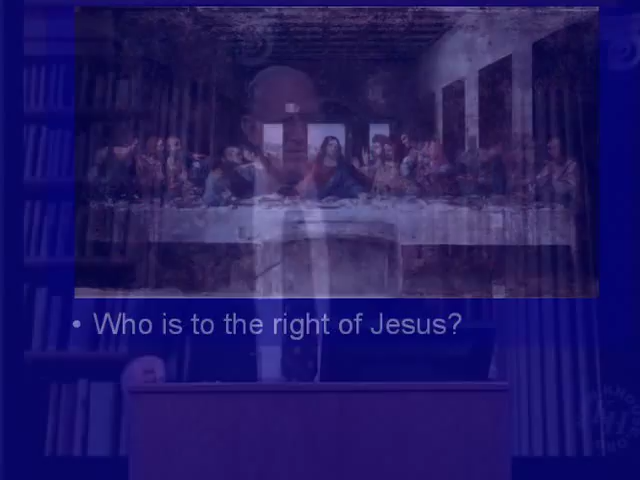 • Who is to the right of Jesus?